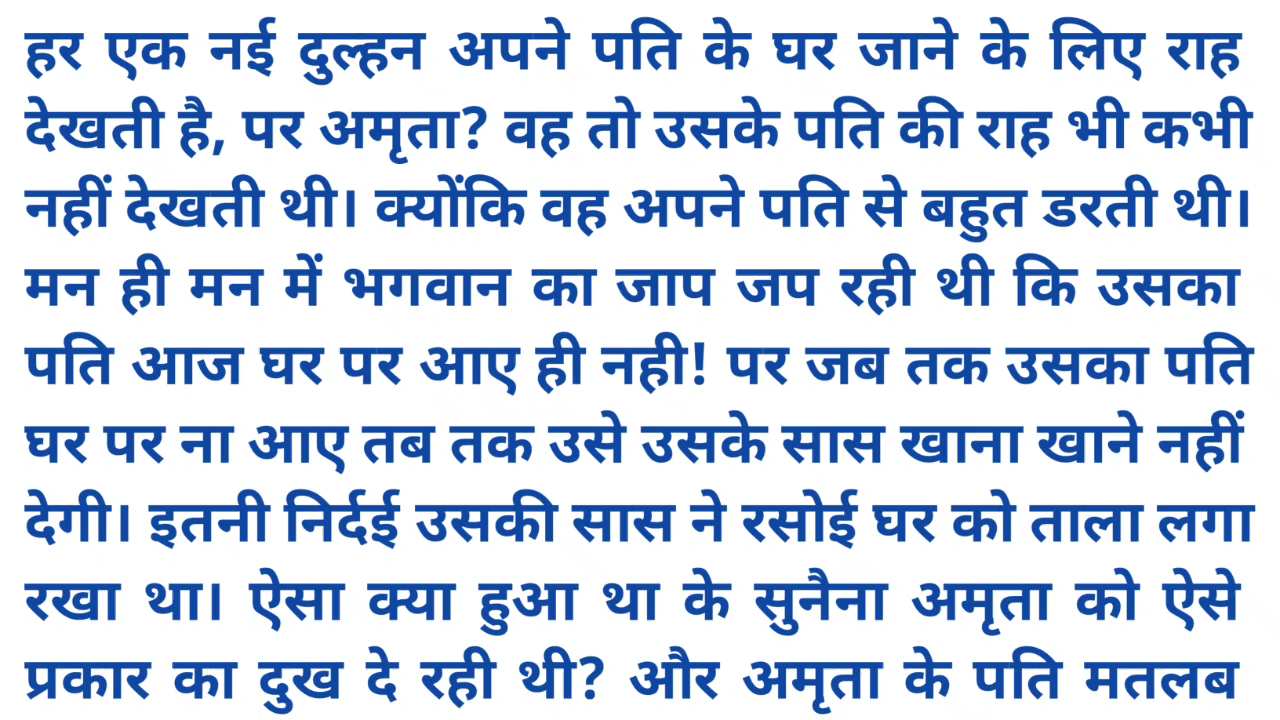 हर एक नई दुल्हन अपने पति के घर जाने के लिए राह
देखती है, पर अमृता? वह तो उसके पति की राह भी कभी
नहीं देखती थी। क्योंकि वह अपने पति से बहुत डरती थी।
मन ही मन में भगवान का जाप जप रही थी कि उसका
पति आज घर पर आए ही नही! पर जब तक उसका पति
घर पर ना आए तब तक उसे उसके सास खाना खाने नहीं
देगी। इतनी निर्दई उसकी सास ने रसोई घर को ताला लगा
रखा था। ऐसा क्या हुआ था के सुनैना अमृता को ऐसे
प्रकार का दुख दे रही थी? और अमृता के पति मतलब